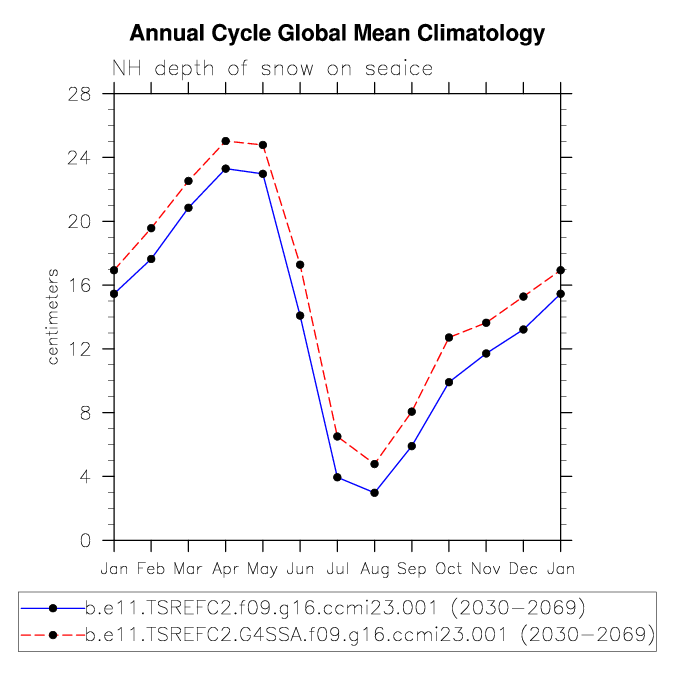 Annual Cycle Global Mean Climatology
NH depth of snow on seaice
28
24
20
16
12
8
4
0
centimeters
Jan Feb Mar Apr May Jun Jul Aug Sep Oct Nov Dec Jan
b.e11.TSREFC2.f09.g16.ccmi23.001 (2030-2069)
b.e11.TSREFC2.G4SSA.f09.g16.ccmi23.001 (2030-2069)